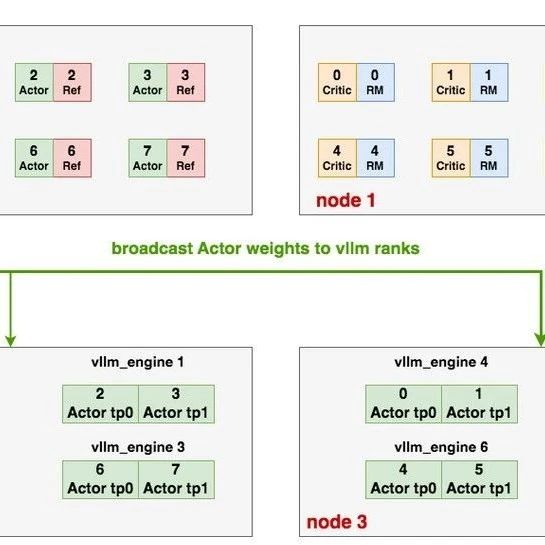 2 2 3 3
Actor Ref Actor Ref
6 6 7 7
Actor Ref Actor Ref
0 0 1 1
Critic RM Critic RM
4 4 5 5
Critic RM Critic RM
node 1
broadcast Actor weights to vllm ranks
vllm_engine 1
2 3
Actor tp0 Actor tp1
vllm_engine 3
6 7
Actor tp0 Actor tp1
vllm_engine 4
0 1
Actor tp0 Actor tp1
vllm_engine 6
4 5
Actor tp0 Actor tp1
node 3